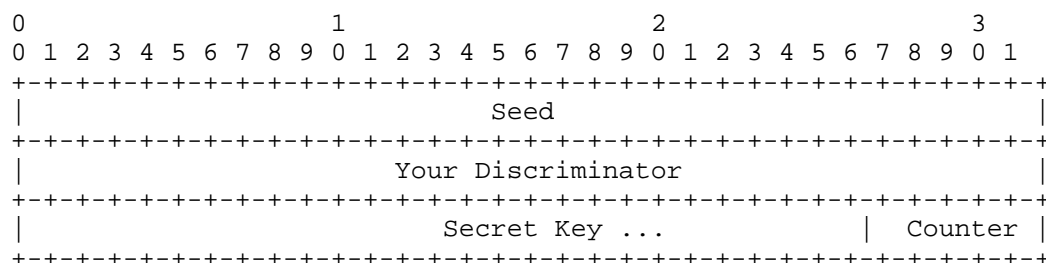 0                   1                   2                   3
0 1 2 3 4 5 6 7 8 9 0 1 2 3 4 5 6 7 8 9 0 1 2 3 4 5 6 7 8 9 0 1
+-+-+-+-+-+-+-+-+-+-+-+-+-+-+-+-+-+-+-+-+-+-+-+-+-+-+-+-+-+-+-+-+
|                             Seed                              |
+-+-+-+-+-+-+-+-+-+-+-+-+-+-+-+-+-+-+-+-+-+-+-+-+-+-+-+-+-+-+-+-+
|                       Your Discriminator                      |
+-+-+-+-+-+-+-+-+-+-+-+-+-+-+-+-+-+-+-+-+-+-+-+-+-+-+-+-+-+-+-+-+
|                          Secret Key ...            |  Counter |
+-+-+-+-+-+-+-+-+-+-+-+-+-+-+-+-+-+-+-+-+-+-+-+-+-+-+-+-+-+-+-+-+